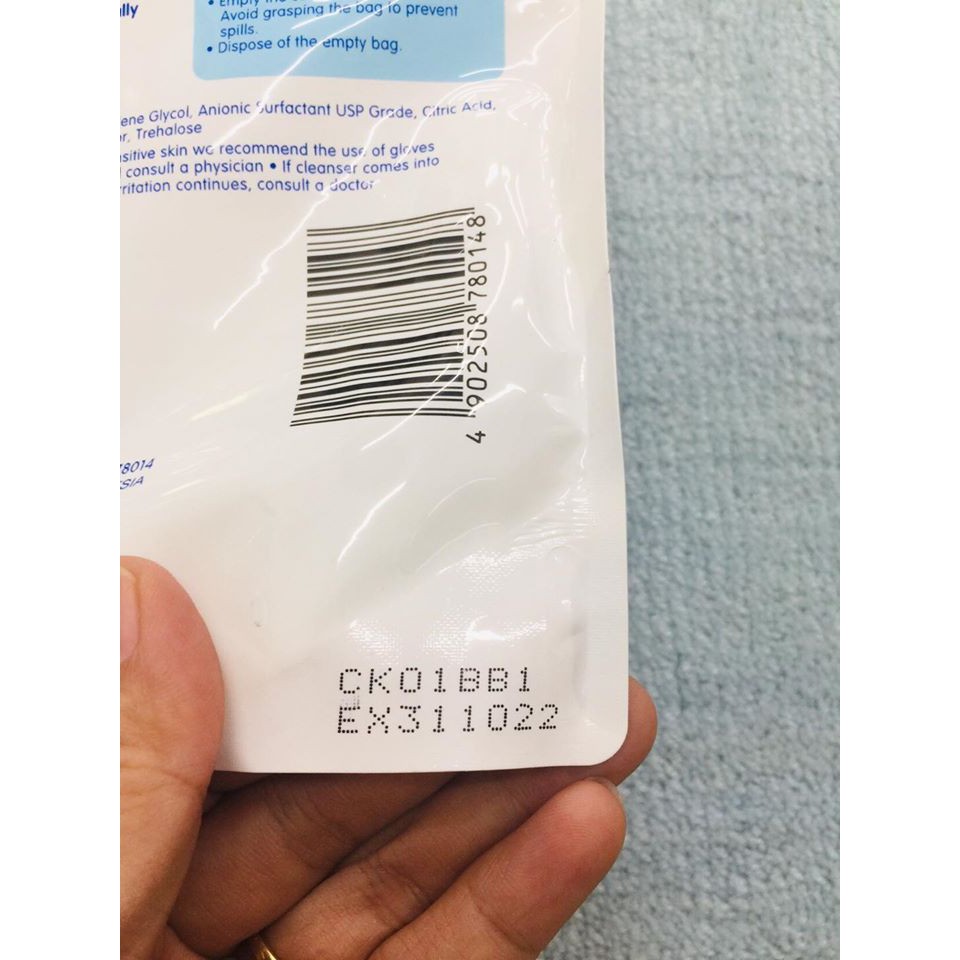 ally
Avoid grasping the bag to prevent
spills.
• Dispose of the empty bag.
ene Glycol, Anionic Surfactant USP Grade, Citric Acid,
or, Trehalose
sitive skin we recommend the use of gloves
consult a physician • If cleanser comes into
rritation continues, consult a doctor
4 902508 780148
78014
SIA
CK01BB1
EX311022